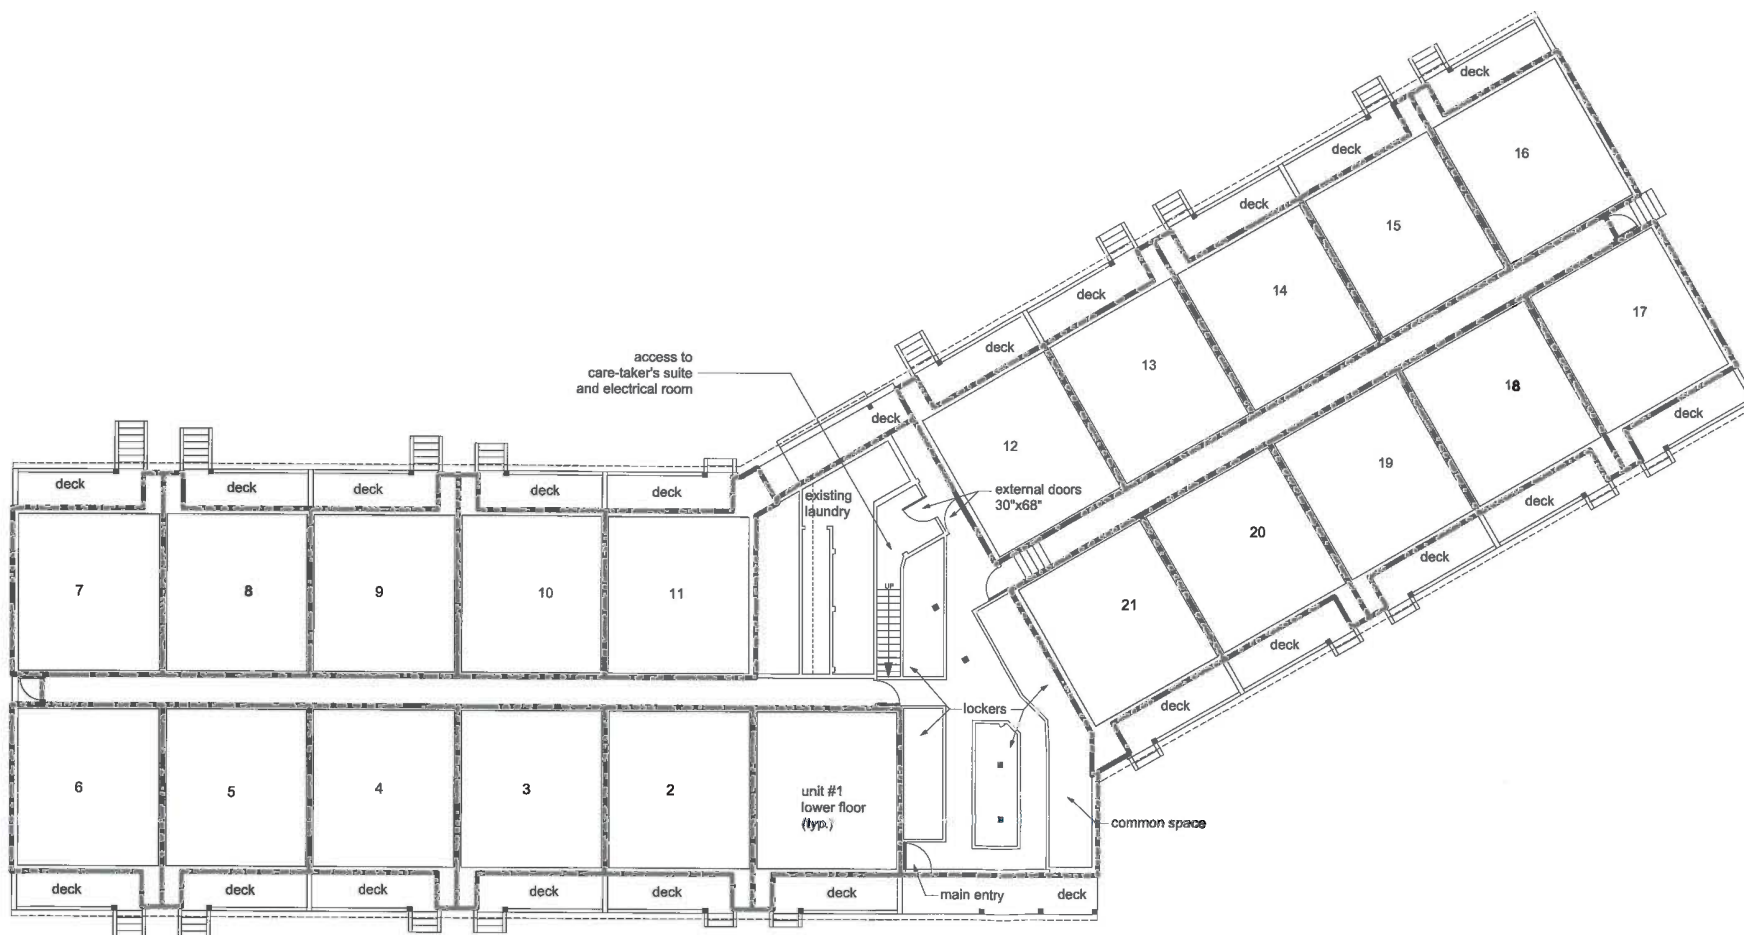 deck
16
deck
15
deck
14
deck
17
13
deck
18
deck
access to
care-taker's suite
and electrical room
deck
12
19
deck
external doors
30"x68"
existing
laundry
deck
20
deck
21
deck
deck
deck
deck
deck
deck
deck
7
8
9
10
11
UP
lockers
6
5
4
3
2
unit #1
lower floor
(typ.)
common space
deck
deck
deck
deck
deck
deck
main entry
deck